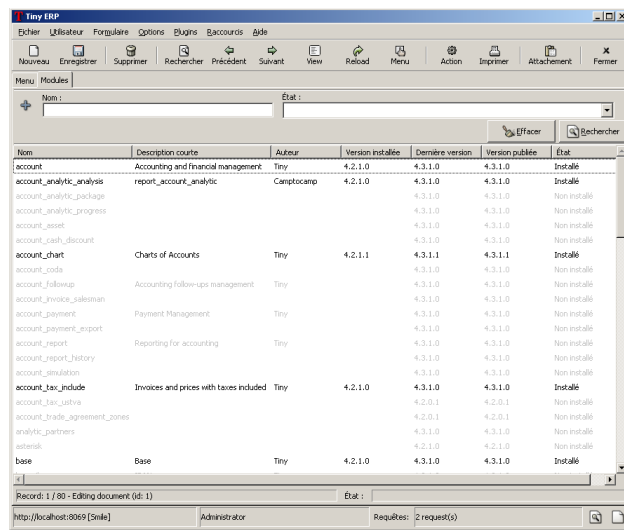 Tiny ERP
Fichier Utilisateur Formulaire Options Plugins Raccourcis Aide
Nouveau Enregistrer Supprimer Rechercher Précédent Suivant View Reload Menu Action Imprimer Attachement Fermer
Menu Modules
Nom : État :
Effacer Rechercher
Nom Description courte Auteur Version installée Dernière version Version publiée État
account Accounting and financial management Tiny 4.2.1.0 4.3.1.0 4.3.1.0 Installé
account_analytic_analysis report_account_analytic Camptocamp 4.2.1.0 4.3.1.0 4.3.1.0 Installé
account_analytic_package 4.3.1.0 4.3.1.0 Non installé
account_analytic_progress 4.3.1.0 4.3.1.0 Non installé
account_asset 4.3.1.0 4.3.1.0 Non installé
account_cash_discount 4.3.1.0 4.3.1.0 Non installé
account_chart Charts of Accounts Tiny 4.2.1.1 4.3.1.1 4.3.1.1 Installé
account_coda 4.3.1.0 4.3.1.0 Non installé
account_followup Accounting follow-ups management Tiny 4.3.1.0 4.3.1.0 Non installé
account_invoice_salesman 4.3.1.0 4.3.1.0 Non installé
account_payment Payment Management Tiny 4.3.1.0 4.3.1.0 Non installé
account_payment_export 4.3.1.0 4.3.1.0 Non installé
account_report Reporting for accounting Tiny 4.3.1.0 4.3.1.0 Non installé
account_report_history 4.3.1.0 4.3.1.0 Non installé
account_simulation 4.3.1.0 4.3.1.0 Non installé
account_tax_include Invoices and prices with taxes included Tiny 4.2.1.0 4.3.1.0 4.3.1.0 Installé
account_tax_ustva 4.2.0.1 4.2.0.1 Non installé
account_trade_agreement_zones 4.2.0.1 4.2.0.1 Non installé
analytic_partners 4.3.1.0 4.3.1.0 Non installé
asterisk 4.2.1.0 4.2.1.0 Non installé
base Base Tiny 4.2.1.0 4.3.1.0 4.3.1.0 Installé
Record: 1 / 80 - Editing document (id: 1) État :
http://localhost:8069 [Smile] Administrator Requêtes: 2 request(s)